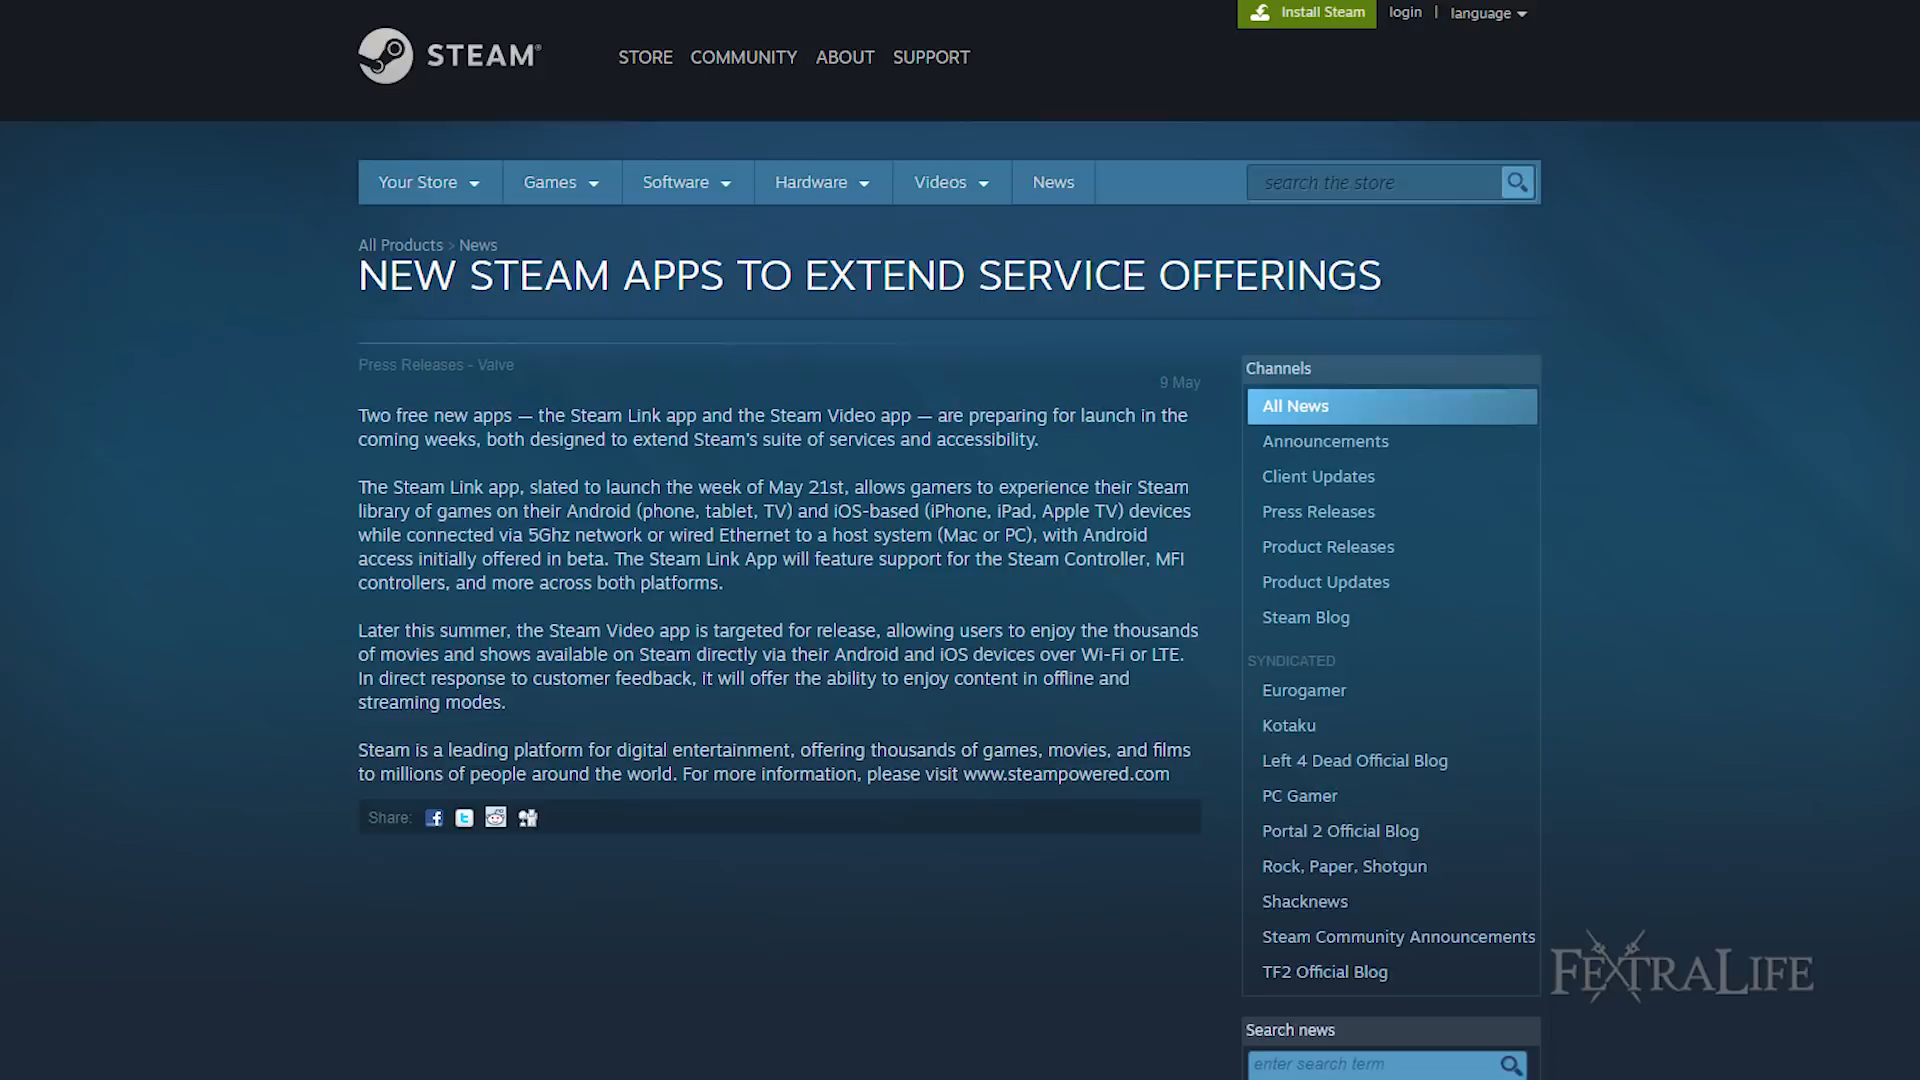 Install Steam login | language
STEAM®
STORE COMMUNITY ABOUT SUPPORT
Your Store Games Software Hardware Videos News search the store
All Products > News
NEW STEAM APPS TO EXTEND SERVICE OFFERINGS
Press Releases - Valve
9 May
Two free new apps — the Steam Link app and the Steam Video app — are preparing for launch in the
coming weeks, both designed to extend Steam's suite of services and accessibility.
The Steam Link app, slated to launch the week of May 21st, allows gamers to experience their Steam
library of games on their Android (phone, tablet, TV) and iOS-based (iPhone, iPad, Apple TV) devices
while connected via 5Ghz network or wired Ethernet to a host system (Mac or PC), with Android
access initially offered in beta. The Steam Link App will feature support for the Steam Controller, MFI
controllers, and more across both platforms.
Later this summer, the Steam Video app is targeted for release, allowing users to enjoy the thousands
of movies and shows available on Steam directly via their Android and iOS devices over Wi-Fi or LTE.
In direct response to customer feedback, it will offer the ability to enjoy content in offline and
streaming modes.
Steam is a leading platform for digital entertainment, offering thousands of games, movies, and films
to millions of people around the world. For more information, please visit www.steampowered.com
Share:
Channels
All News
Announcements
Client Updates
Press Releases
Product Releases
Product Updates
Steam Blog
SYNDICATED
Eurogamer
Kotaku
Left 4 Dead Official Blog
PC Gamer
Portal 2 Official Blog
Rock, Paper, Shotgun
Shacknews
Steam Community Announcements
TF2 Official Blog
Search news
enter search term
FEXTRALIFE